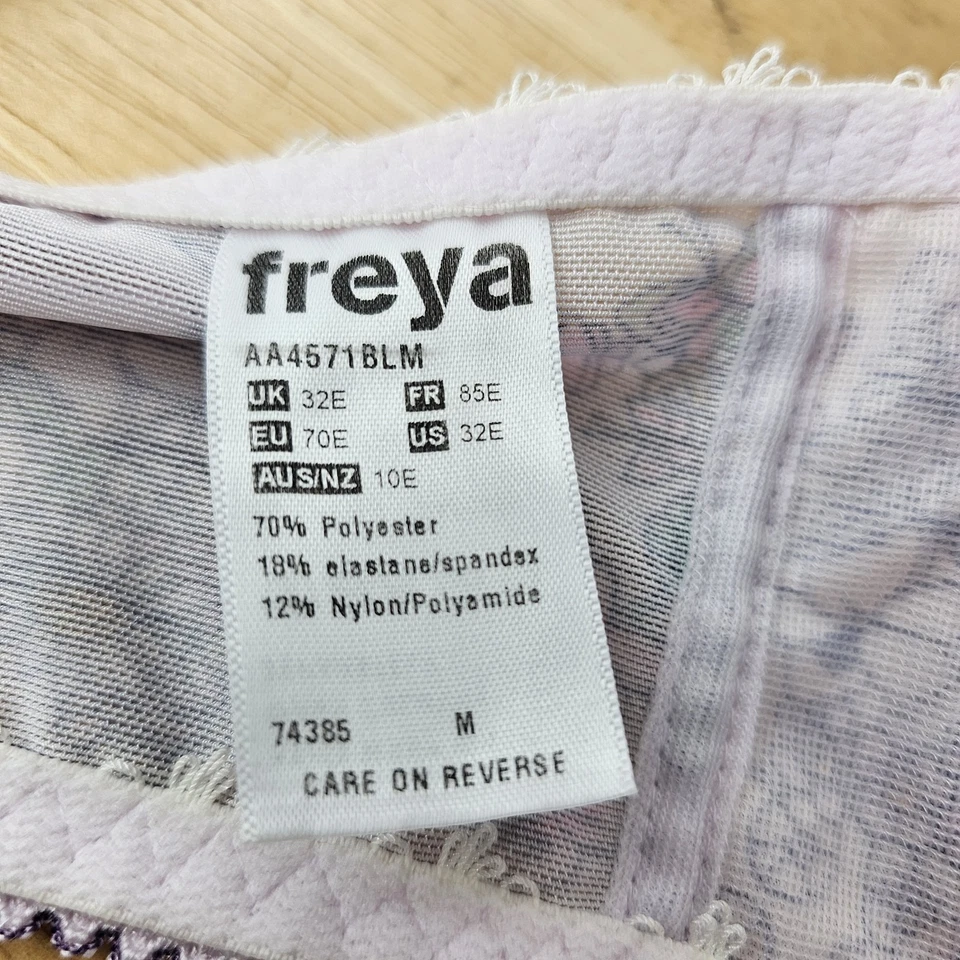 freya
AA4571BLM
UK 32E FR 85E
EU 70E US 32E
AUS/NZ 10E
70% Polyester
18% elastane/spandex
12% Nylon/Polyamide
74385 M
CARE ON REVERSE